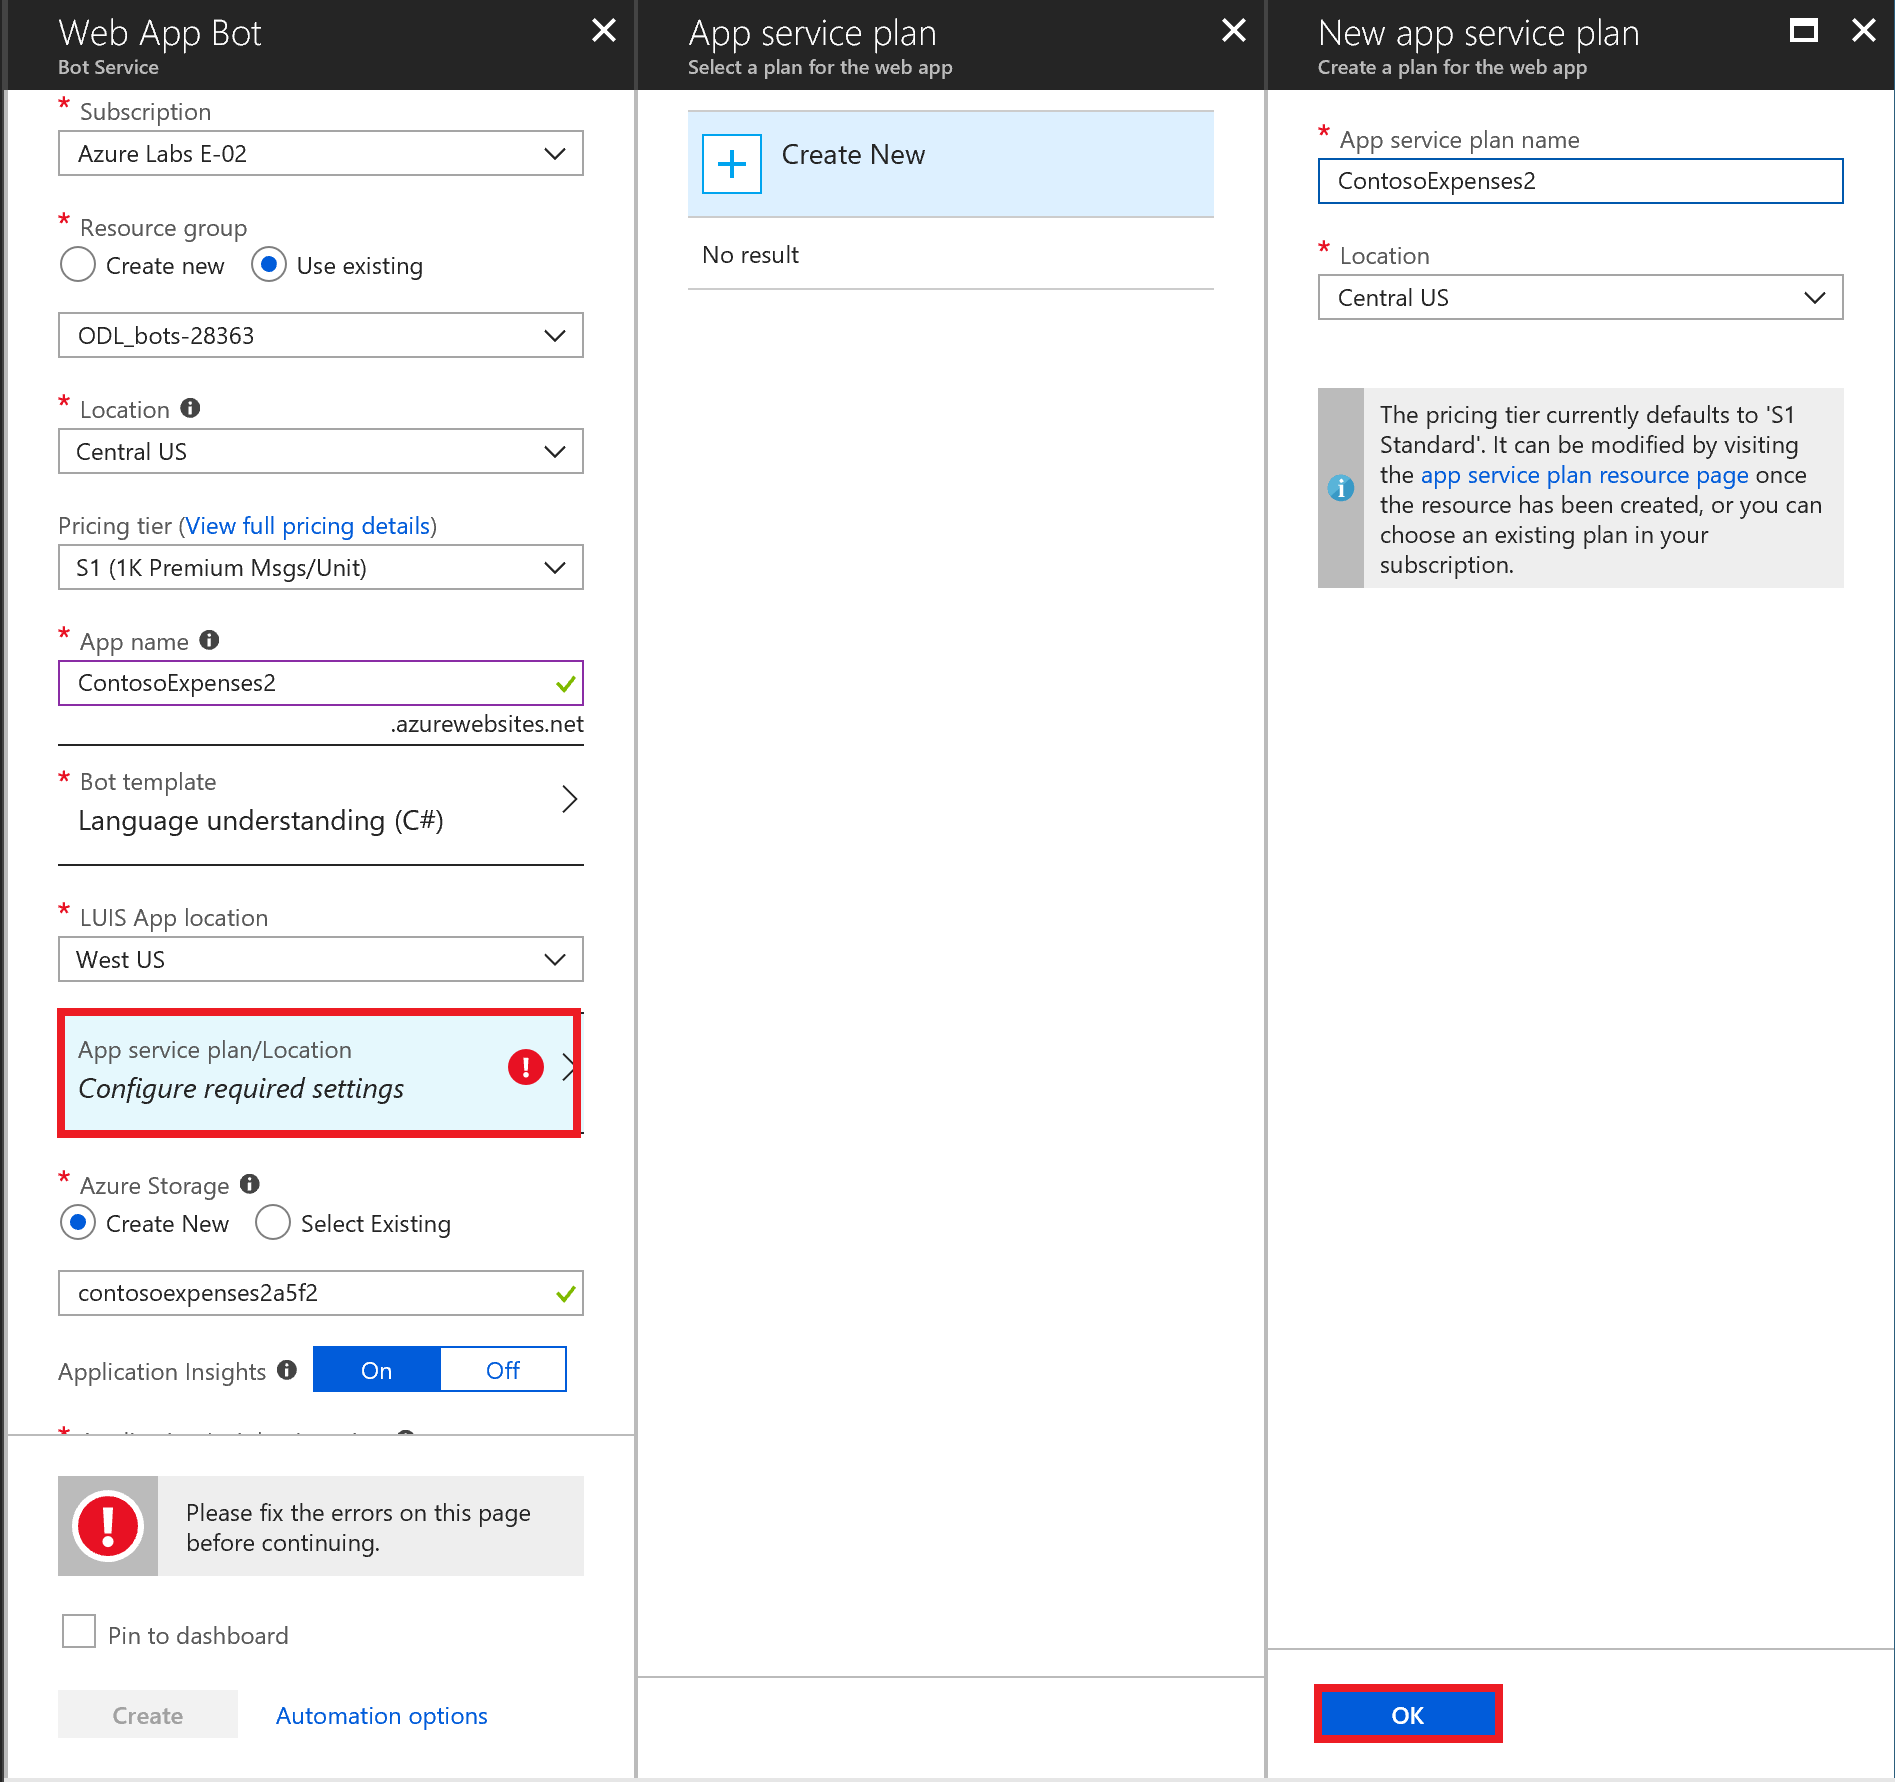 Web App Bot
Bot Service
* Subscription
Azure Labs E-02
* Resource group
Create new Use existing
ODL_bots-28363
* Location
Central US
Pricing tier (View full pricing details)
S1 (1K Premium Msgs/Unit)
* App name
ContosoExpenses2
.azurewebsites.net
* Bot template
Language understanding (C#)
* LUIS App location
West US
App service plan/Location
Configure required settings
* Azure Storage
Create New Select Existing
contosoexpenses2a5f2
Application Insights On Off
Please fix the errors on this page
before continuing.
Pin to dashboard
Create Automation options
App service plan
Select a plan for the web app
Create New
No result
New app service plan
Create a plan for the web app
* App service plan name
ContosoExpenses2
* Location
Central US
The pricing tier currently defaults to 'S1
Standard'. It can be modified by visiting
the app service plan resource page once
the resource has been created, or you can
choose an existing plan in your
subscription.
OK